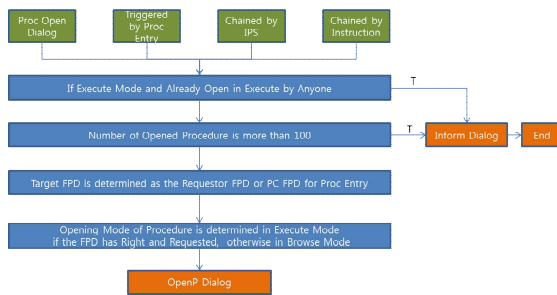 Proc Open
Dialog
Triggered
by Proc
Entry
Chained by
IPS
Chained by
Instruction
If Execute Mode and Already Open in Execute by Anyone
T
Number of Opened Procedure is more than 100
T
Inform Dialog
End
Target FPD is determined as the Requestor FPD or PC FPD for Proc Entry
Opening Mode of Procedure is determined in Execute Mode
if the FPD has Right and Requested, otherwise in Browse Mode
OpenP Dialog